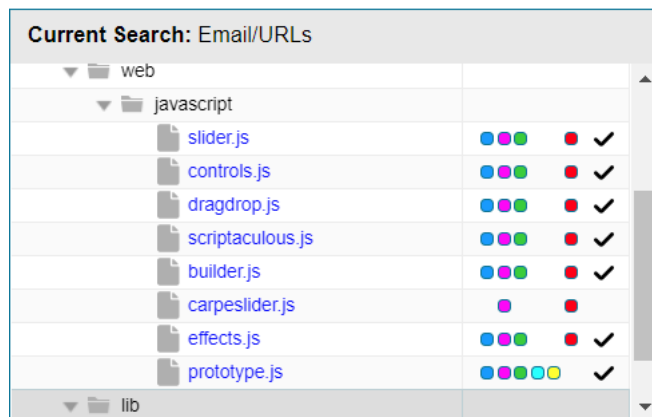 Current Search: Email/URLs
web
javascript
slider.js
controls.js
dragdrop.js
scriptaculous.js
builder.js
carpeslider.js
effects.js
prototype.js
lib